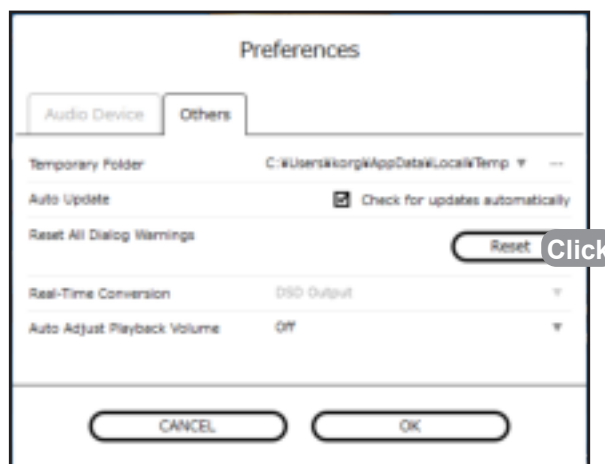 Preferences
Audio Device Others
Temporary Folder C:¥Users¥korg¥AppData¥Local¥Temp ▼ ...
Auto Update Check for updates automatically
Reset All Dialog Warnings
Reset Click
Real-Time Conversion DSD Output ▼
Auto Adjust Playback Volume Off ▼
CANCEL OK